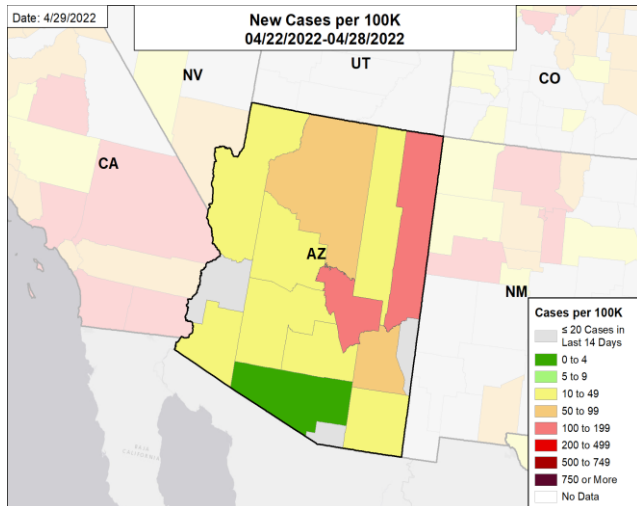 Date: 4/29/2022
New Cases per 100K
04/22/2022-04/28/2022
NV
UT
CO
CA
AZ
NM
BAJA
CALIFORNIA
Cases per 100K
≤ 20 Cases in
Last 14 Days
0 to 4
5 to 9
10 to 49
50 to 99
100 to 199
200 to 499
500 to 749
750 or More
No Data